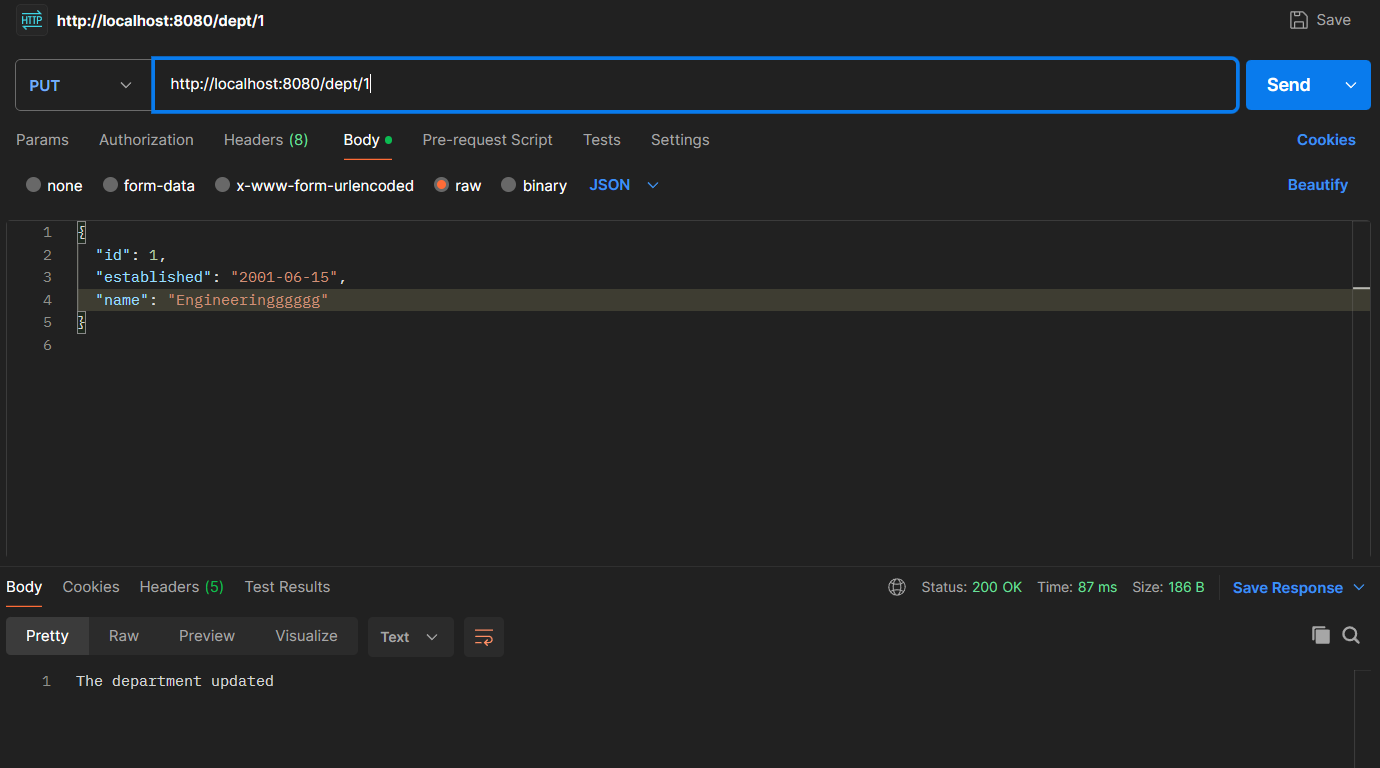 HTTP http://localhost:8080/dept/1 Save
PUT http://localhost:8080/dept/1 Send
Params Authorization Headers (8) Body Pre-request Script Tests Settings Cookies
none form-data x-www-form-urlencoded raw binary JSON Beautify
1 {
2 "id": 1,
3 "established": "2001-06-15",
4 "name": "Engineeringggggg"
5 }
6
Body Cookies Headers (5) Test Results Status: 200 OK Time: 87 ms Size: 186 B Save Response
Pretty Raw Preview Visualize Text
1 The department updated